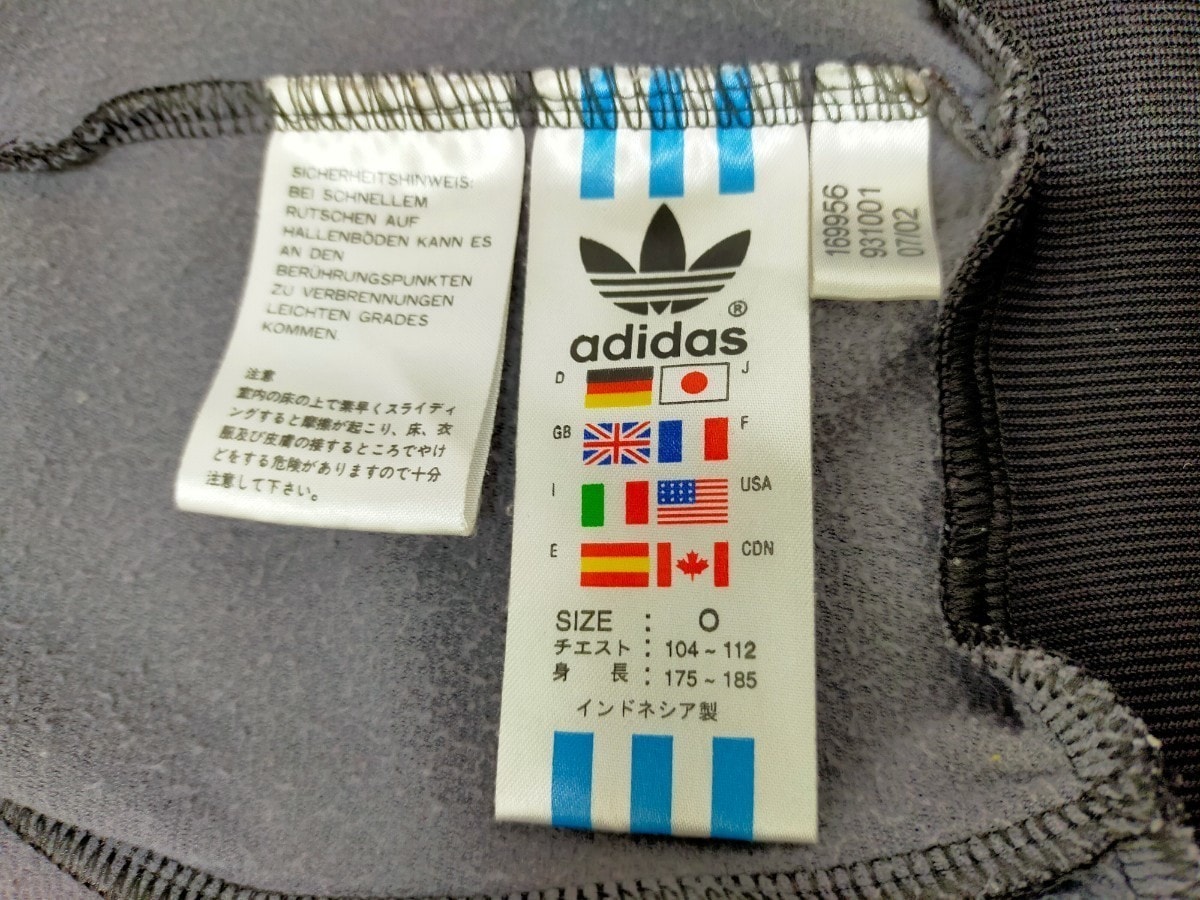 SICHERHEITSHINWEIS:
BEI SCHNELLEM
RUTSCHEN AUF
HALLENBÖDEN KANN ES
AN DEN
BERÜHRUNGSPUNKTEN
ZU VERBRENNUNGEN
LEICHTEN GRADES
KOMMEN.
注意
室内の床の上で素早くスライディ
ングすると摩擦が起こり、床、衣
服及び皮膚の接するところでやけ
どをする危険がありますので十分
注意して下さい。
®
adidas
D J
GB F
I USA
E CDN
SIZE : O
チエスト : 104~112
身長 : 175~185
インドネシア製
169956
931001
07/02